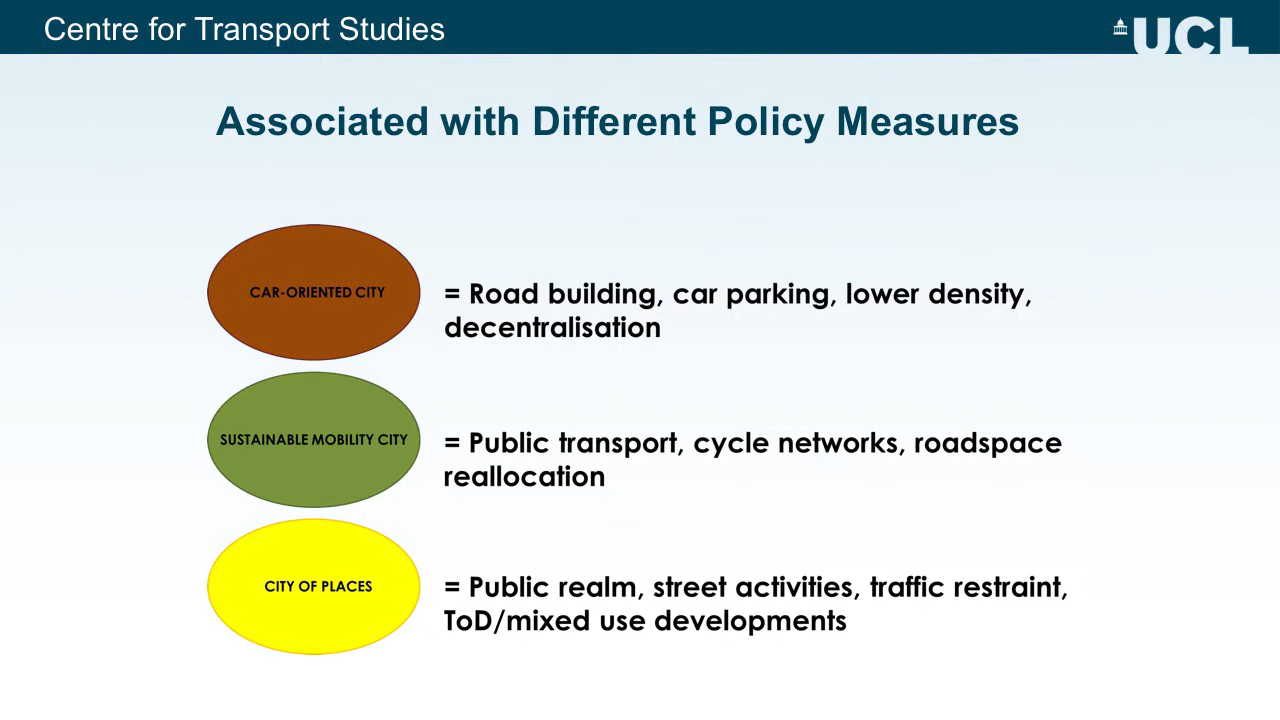 Centre for Transport Studies
UCL
Associated with Different Policy Measures
CAR-ORIENTED CITY
= Road building, car parking, lower density,
decentralisation
SUSTAINABLE MOBILITY CITY
= Public transport, cycle networks, roadspace
reallocation
CITY OF PLACES
= Public realm, street activities, traffic restraint,
ToD/mixed use developments